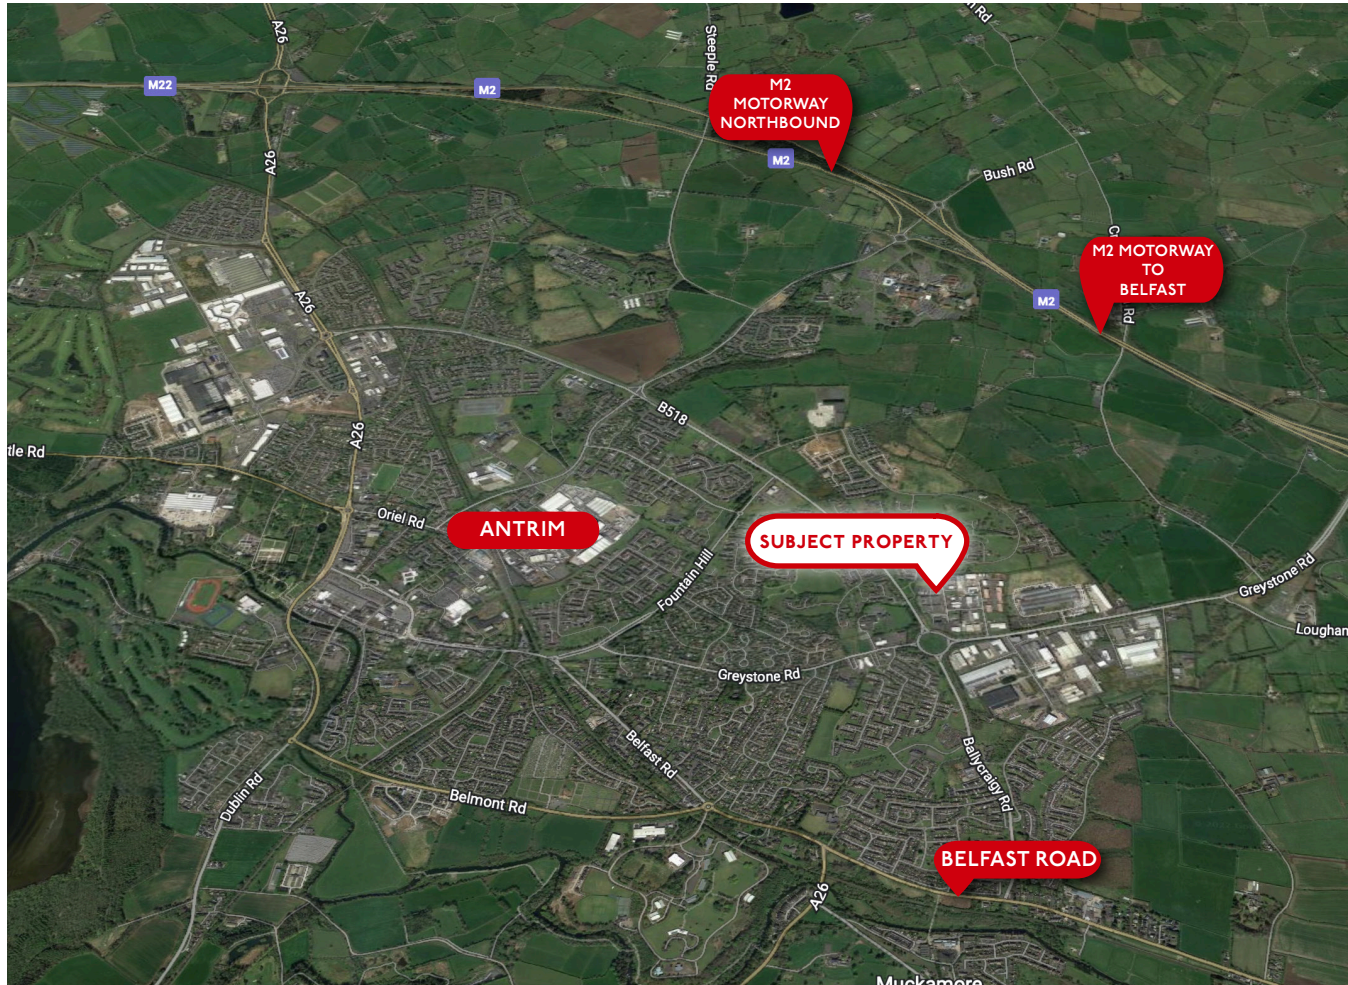 A26
n Rd
Steeple Rd
M22
M2
M2
MOTORWAY
NORTHBOUND
A26
M2
Bush Rd
M2 MOTORWAY
TO
BELFAST
A26
M2
Rd
B518
A26
tle Rd
Oriel Rd
ANTRIM
SUBJECT PROPERTY
Fountain Hill
Greystone Rd
Loughan
Greystone Rd
Belfast Rd
Ballycraigy Rd
Dublin Rd
Belmont Rd
BELFAST ROAD
A26
Muckamore